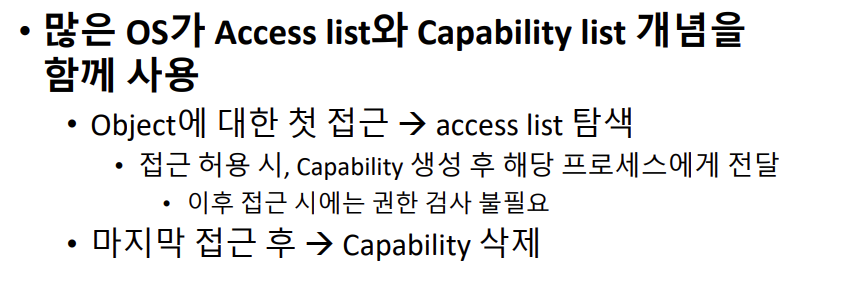 • 많은 OS가 Access list와 Capability list 개념을
함께 사용
• Object에 대한 첫 접근 → access list 탐색
• 접근 허용 시, Capability 생성 후 해당 프로세스에게 전달
• 이후 접근 시에는 권한 검사 불필요
• 마지막 접근 후 → Capability 삭제